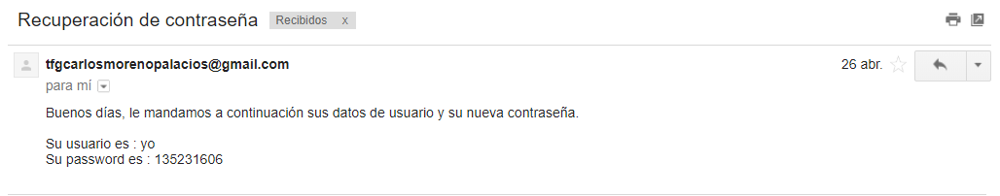 Recuperación de contraseña Recibidos x
tfgcarlosmorenopalacios@gmail.com 26 abr.
para mí
Buenos días, le mandamos a continuación sus datos de usuario y su nueva contraseña.
Su usuario es : yo
Su password es : 135231606